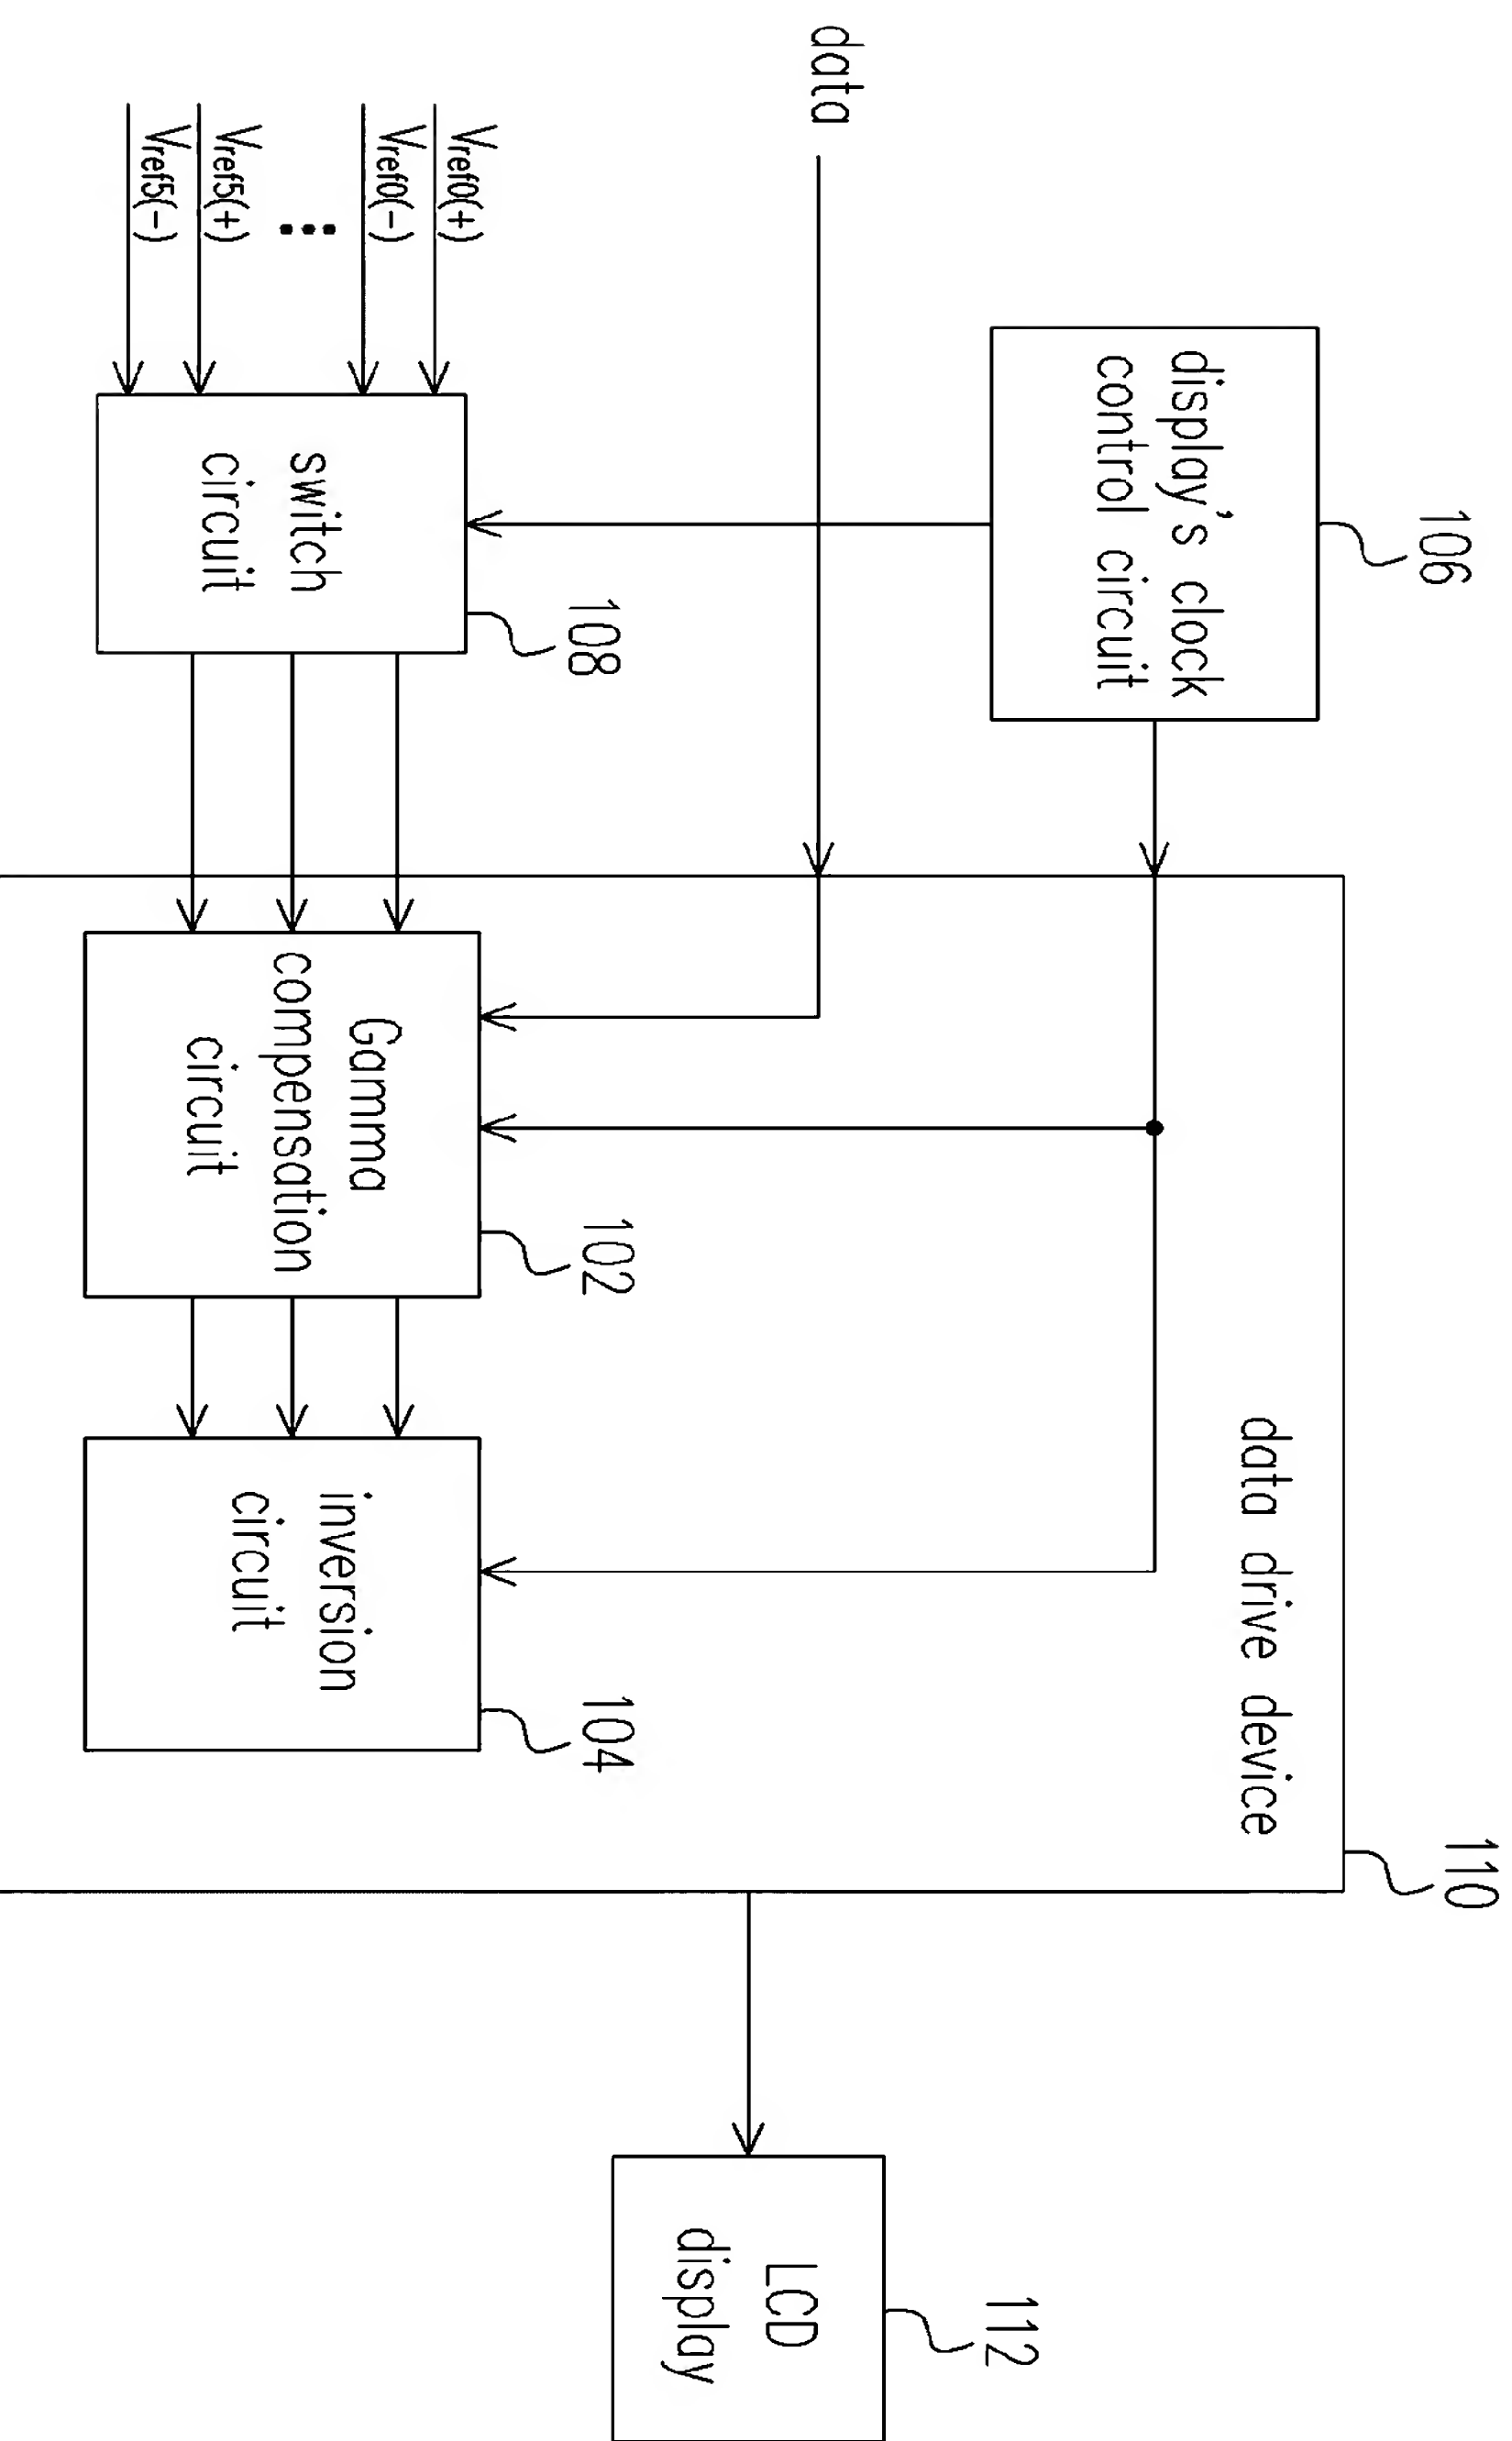 106
display's clock
control circuit
110
data drive device
data
112
LCD
display
108
102
104
Vref0(+)
Vref0(-)
Vref5(+)
Vref5(-)
switch
circuit
Gamma
compensation
circuit
inversion
circuit